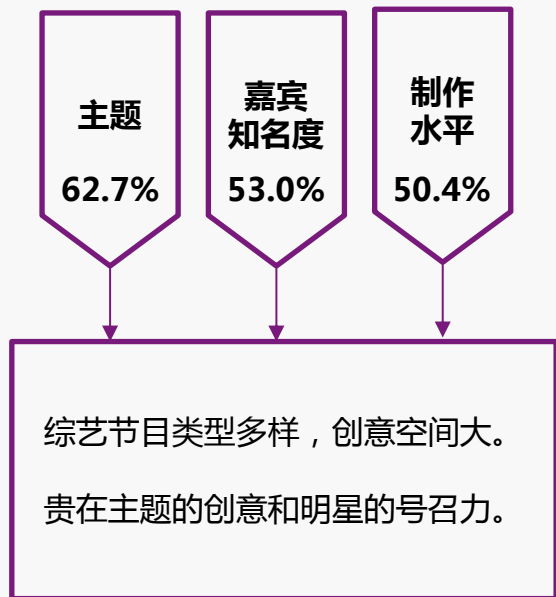 主题
62.7%
嘉宾
知名度
53.0%
制作
水平
50.4%
综艺节目类型多样，创意空间大。
贵在主题的创意和明星的号召力。